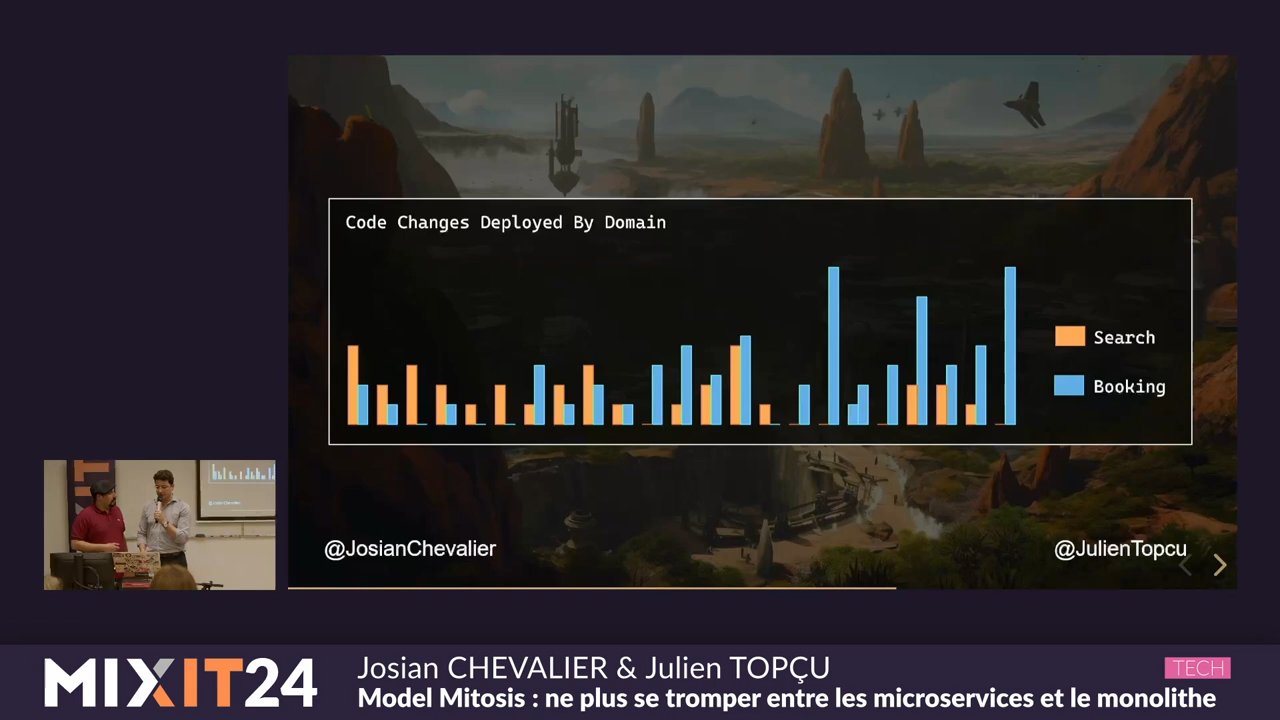 Code Changes Deployed By Domain
Search
Booking
@JosianChevalier
@JulienTopcu
MIXIT24
Josian CHEVALIER & Julien TOPÇU
TECH
Model Mitosis : ne plus se tromper entre les microservices et le monolithe